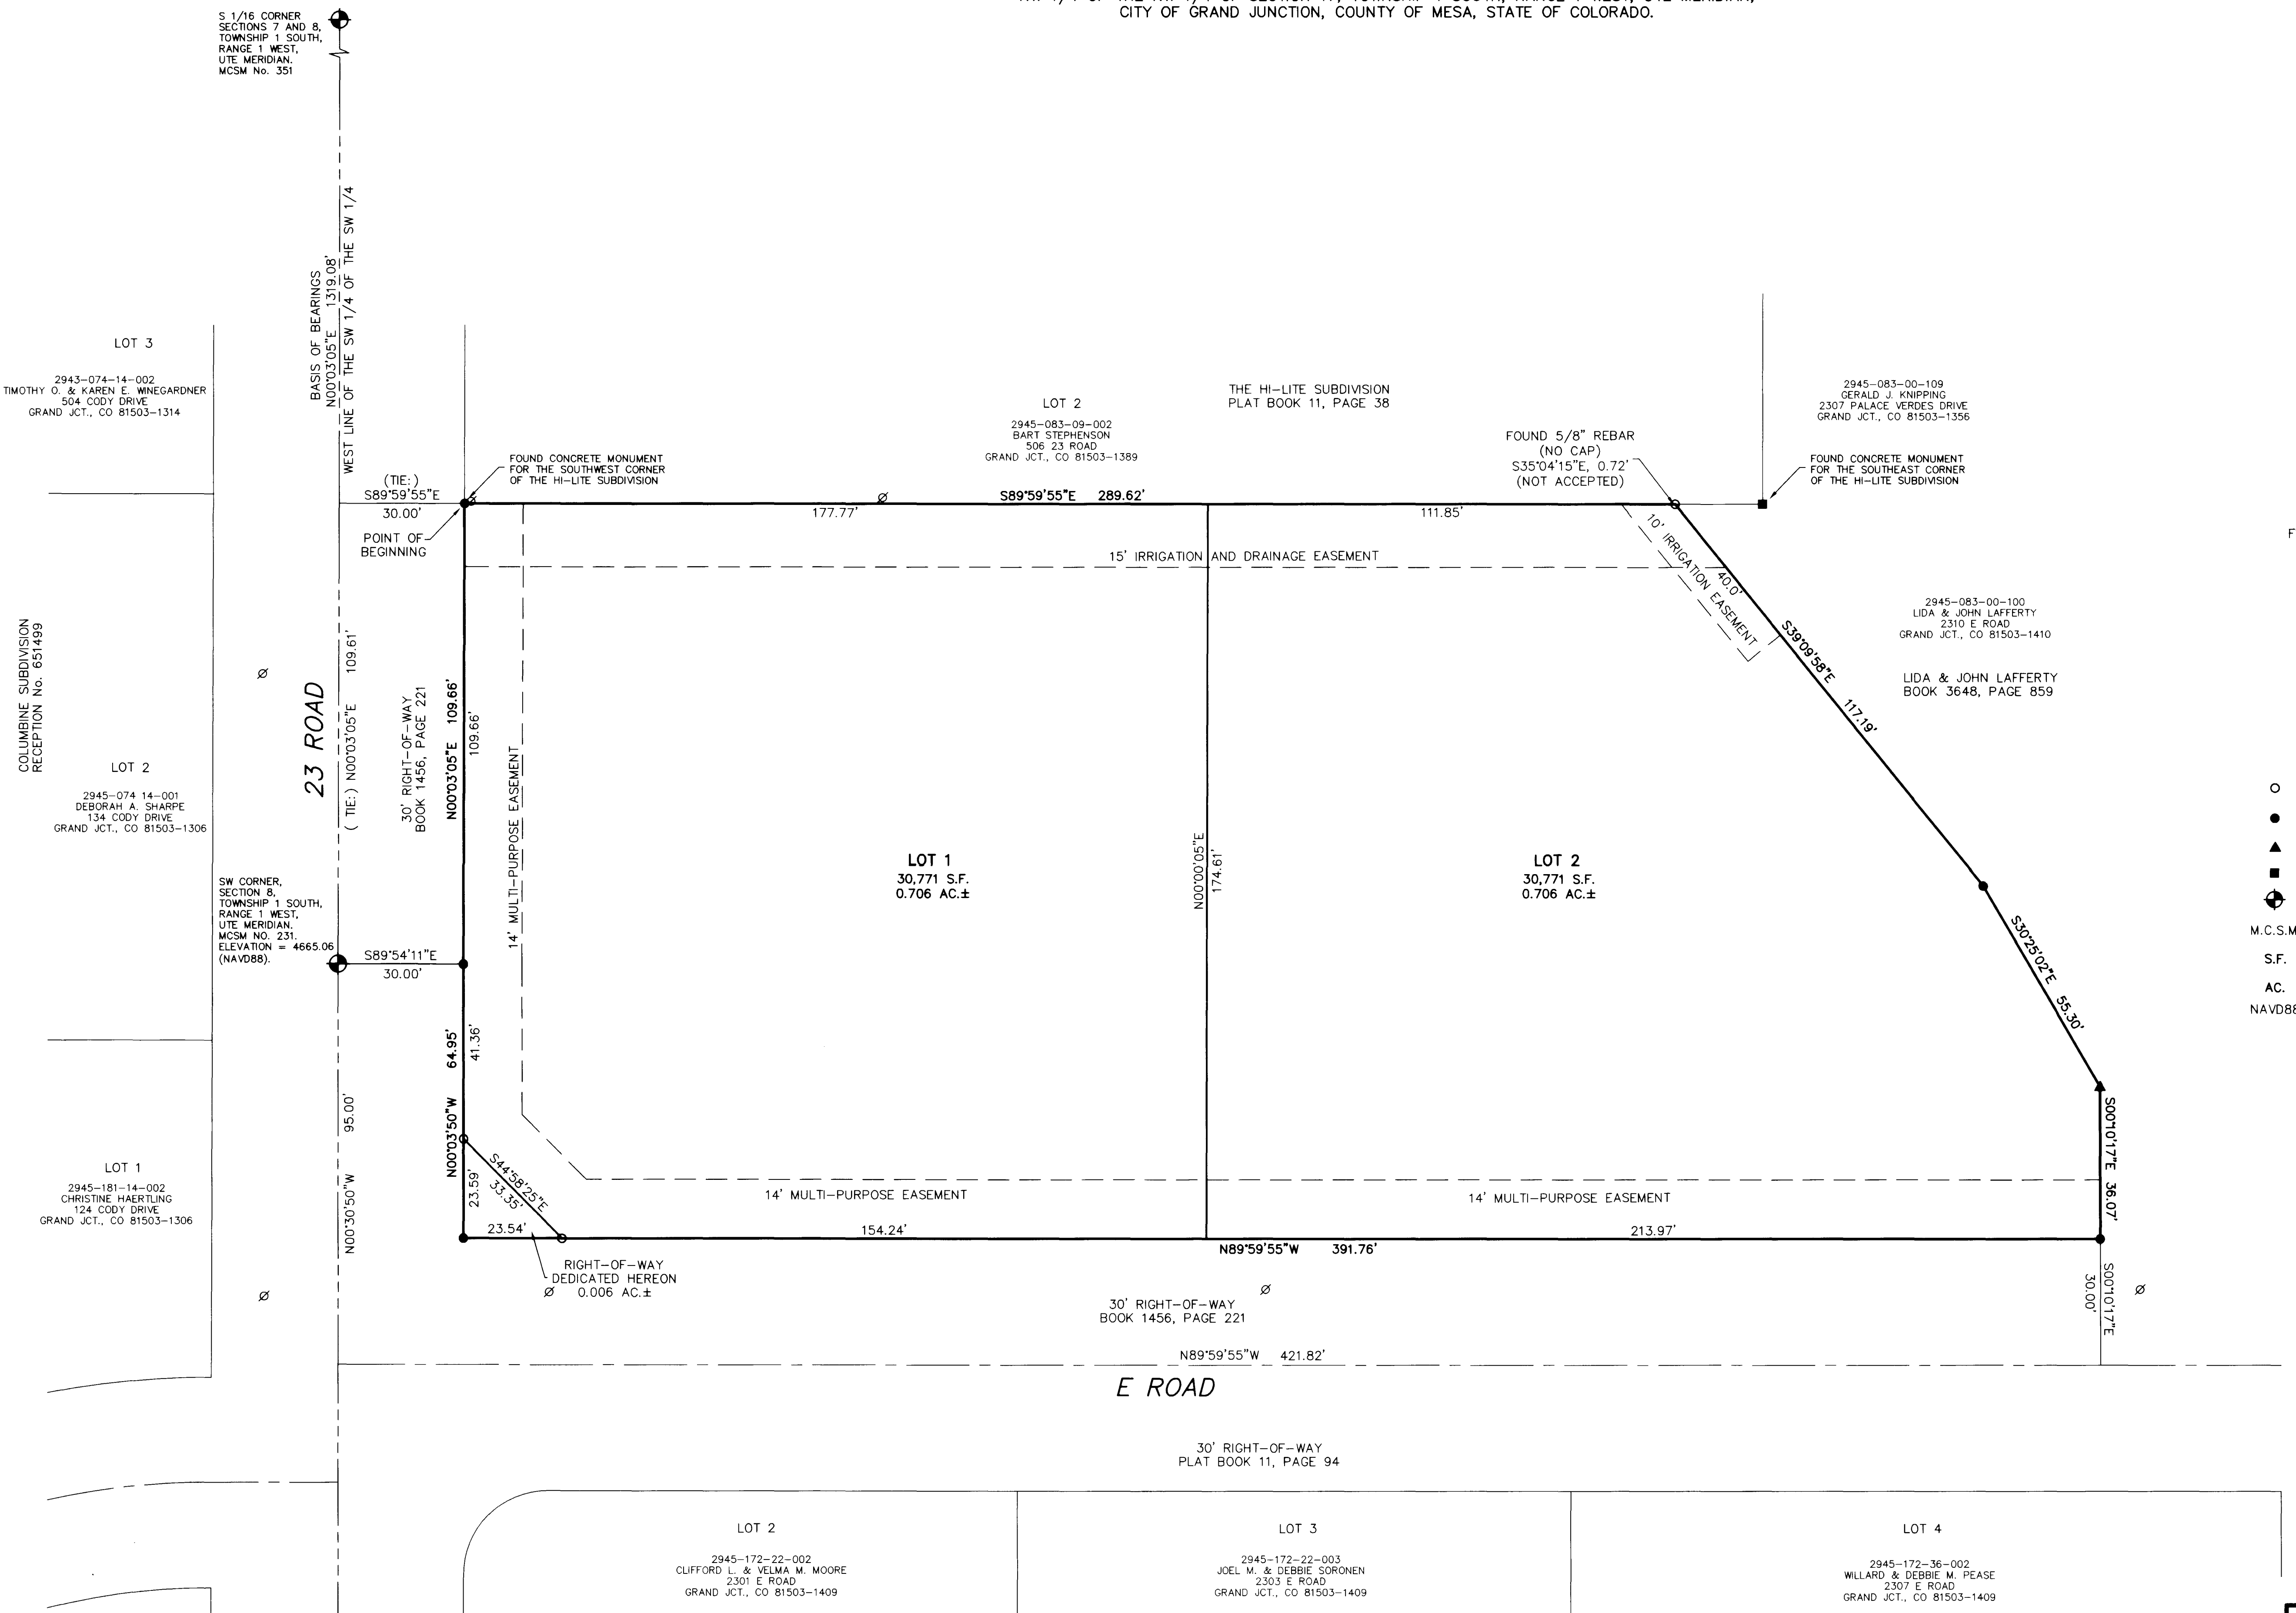 CITY OF GRAND JUNCTION, COUNTY OF MESA, STATE OF COLORADO.
S 1/16 CORNER
SECTIONS 7 AND 8,
TOWNSHIP 1 SOUTH,
RANGE 1 WEST,
UTE MERIDIAN.
MCSM No. 351
BASIS OF BEARINGS
N00°03'05"E 1319.08'
WEST LINE OF THE SW 1/4 OF THE SW 1/4
LOT 3
2943-074-14-002
TIMOTHY O. & KAREN E. WINEGARDNER
504 CODY DRIVE
GRAND JCT., CO 81503-1314
THE HI-LITE SUBDIVISION
PLAT BOOK 11, PAGE 38
LOT 2
2945-083-09-002
BART STEPHENSON
506 23 ROAD
GRAND JCT., CO 81503-1389
2945-083-00-109
GERALD J. KNIPPING
2307 PALACE VERDES DRIVE
GRAND JCT., CO 81503-1356
FOUND 5/8" REBAR
(NO CAP)
S35°04'15"E, 0.72'
(NOT ACCEPTED)
FOUND CONCRETE MONUMENT
FOR THE SOUTHWEST CORNER
OF THE HI-LITE SUBDIVISION
FOUND CONCRETE MONUMENT
FOR THE SOUTHEAST CORNER
OF THE HI-LITE SUBDIVISION
(TIE:)
S89°59'55"E
30.00'
S89°59'55"E 289.62'
177.77'
111.85'
POINT OF
BEGINNING
F
15' IRRIGATION AND DRAINAGE EASEMENT
10' IRRIGATION EASEMENT
40.0'
S39°09'58"E 117.19'
2945-083-00-100
LIDA & JOHN LAFFERTY
2310 E ROAD
GRAND JCT., CO 81503-1410
LIDA & JOHN LAFFERTY
BOOK 3648, PAGE 859
COLUMBINE SUBDIVISION
RECEPTION No. 651499
LOT 2
2945-074 14-001
DEBORAH A. SHARPE
134 CODY DRIVE
GRAND JCT., CO 81503-1306
23 ROAD
( TIE:) N00°03'05"E 109.61'
30' RIGHT-OF-WAY
BOOK 1456, PAGE 221
N00°03'05"E 109.66'
109.66'
14' MULTI-PURPOSE EASEMENT
LOT 1
30,771 S.F.
0.706 AC.±
N00°00'05"E
174.61'
LOT 2
30,771 S.F.
0.706 AC.±
SW CORNER,
SECTION 8,
TOWNSHIP 1 SOUTH,
RANGE 1 WEST,
UTE MERIDIAN.
MCSM NO. 231.
ELEVATION = 4665.06
(NAVD88).
S89°54'11"E
30.00'
M.C.S.M
S.F.
AC.
NAVD88
S30°25'02"E 55.30'
N00°03'50"W 64.95'
41.36'
23.59'
S44°58'25"E
33.35'
N00°30'50"W 95.00'
LOT 1
2945-181-14-002
CHRISTINE HAERTLING
124 CODY DRIVE
GRAND JCT., CO 81503-1306
S00°10'17"E 36.07'
14' MULTI-PURPOSE EASEMENT
14' MULTI-PURPOSE EASEMENT
23.54'
154.24'
213.97'
N89°59'55"W 391.76'
RIGHT-OF-WAY
DEDICATED HEREON
0.006 AC.±
30' RIGHT-OF-WAY
BOOK 1456, PAGE 221
S00°10'17"E
30.00'
N89°59'55"W 421.82'
E ROAD
30' RIGHT-OF-WAY
PLAT BOOK 11, PAGE 94
LOT 2
2945-172-22-002
CLIFFORD L. & VELMA M. MOORE
2301 E ROAD
GRAND JCT., CO 81503-1409
LOT 3
2945-172-22-003
JOEL M. & DEBBIE SORONEN
2303 E ROAD
GRAND JCT., CO 81503-1409
LOT 4
2945-172-36-002
WILLARD & DEBBIE M. PEASE
2307 E ROAD
GRAND JCT., CO 81503-1409